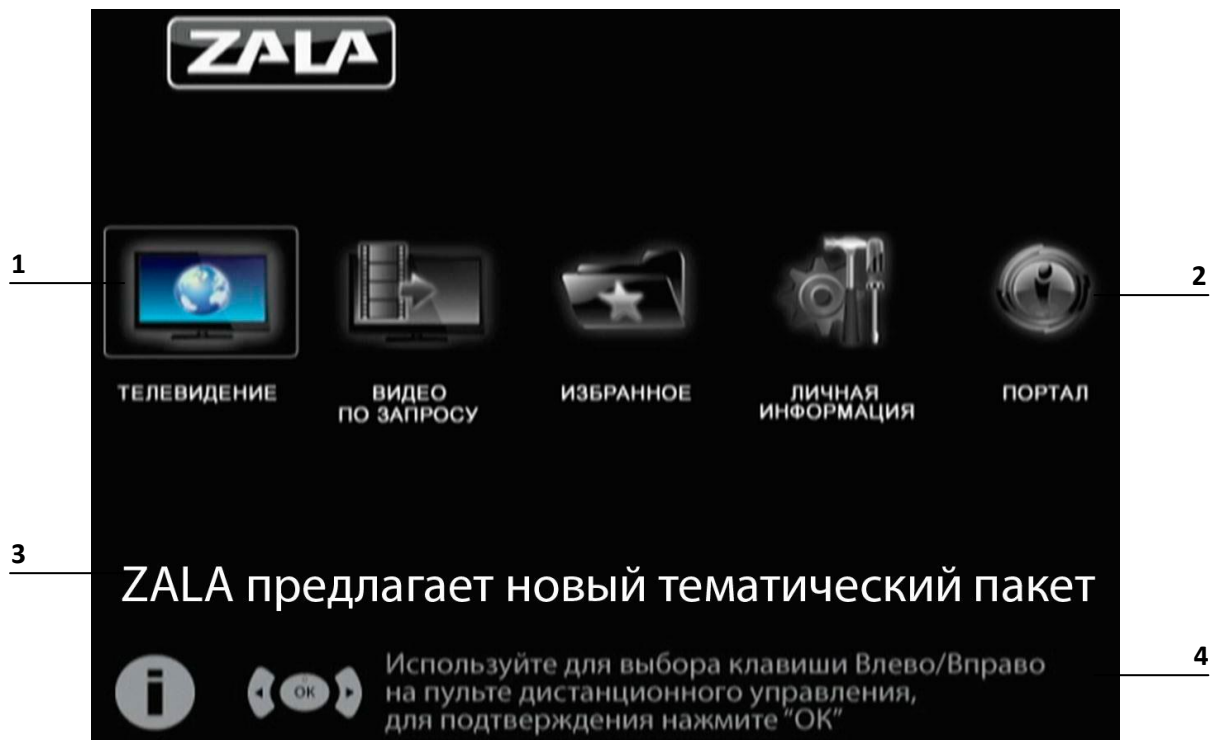 ZALA
1
2
ТЕЛЕВИДЕНИЕ
ВИДЕО
ПО ЗАПРОСУ
ИЗБРАННОЕ
ЛИЧНАЯ
ИНФОРМАЦИЯ
ПОРТАЛ
3
ZALA предлагает новый тематический пакет
4
i
OK
Используйте для выбора клавиши Влево/Вправо
на пульте дистанционного управления,
для подтверждения нажмите “ОК”